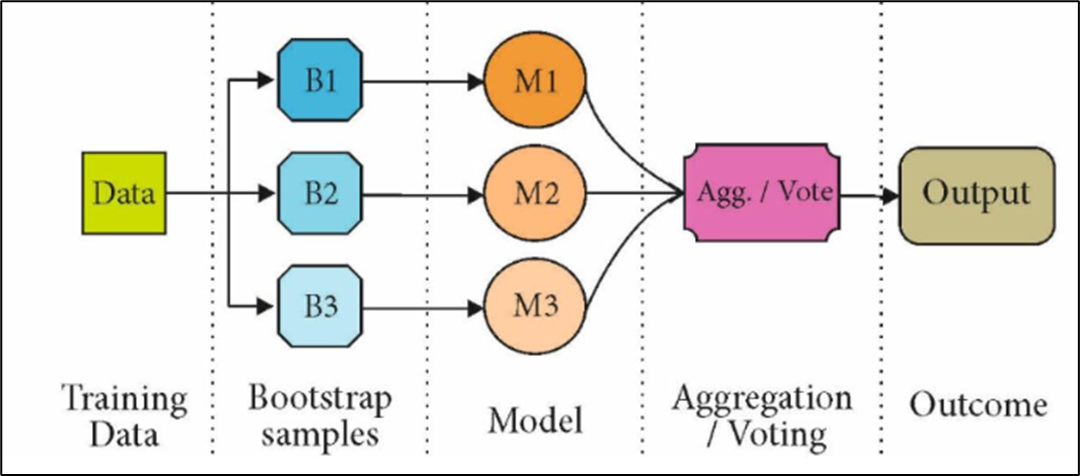 B1
M1
Data
B2
M2
Agg. / Vote
Output
B3
M3
Training
Data
Bootstrap
samples
Model
Aggregation
/ Voting
Outcome